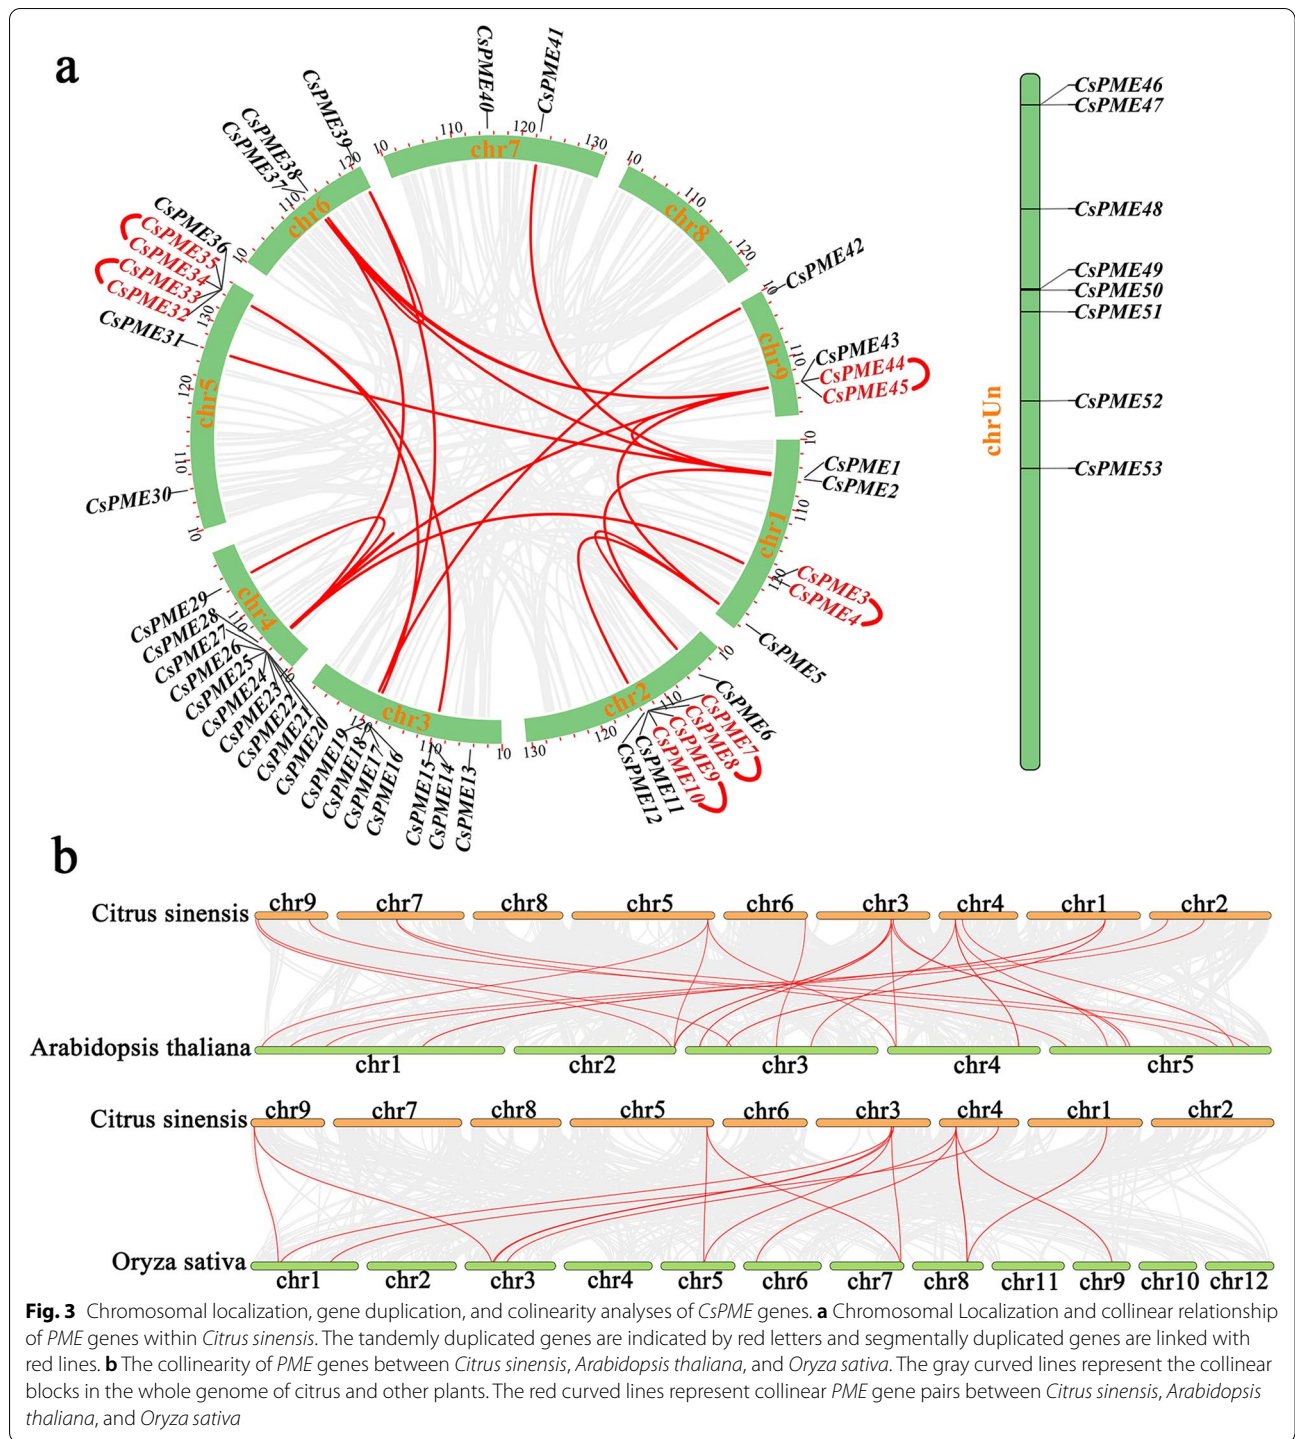 a
CsPME40
CsPME41
CsPME39
CsPME38
CsPME37
CsPME36
CsPME35
CsPME34
CsPME33
CsPME32
CsPME31
CsPME30
CsPME29
CsPME28
CsPME27
CsPME26
CsPME25
CsPME24
CsPME23
CsPME22
CsPME21
CsPME20
CsPME19
CsPME18
CsPME17
CsPME16
CsPME15
CsPME14
CsPME13
CsPME12
CsPME11
CsPME10
CsPME9
CsPME8
CsPME7
CsPME6
CsPME5
CsPME4
CsPME3
CsPME2
CsPME1
CsPME45
CsPME44
CsPME43
CsPME42
chr7
chr8
chr9
chr1
chr2
chr3
chr4
chr5
chr6
chrUn
CsPME46
CsPME47
CsPME48
CsPME49
CsPME50
CsPME51
CsPME52
CsPME53
b
chr9 chr7 chr8 chr5 chr6 chr3 chr4 chr1 chr2
Citrus sinensis
Arabidopsis thaliana
chr1 chr2 chr3 chr4 chr5
chr9 chr7 chr8 chr5 chr6 chr3 chr4 chr1 chr2
Citrus sinensis
Oryza sativa
chr1 chr2 chr3 chr4 chr5 chr6 chr7 chr8 chr11 chr9 chr10 chr12
Fig. 3 Chromosomal localization, gene duplication, and colinearity analyses of CsPME genes. a Chromosomal Localization and collinear relationship
of PME genes within Citrus sinensis. The tandemly duplicated genes are indicated by red letters and segmentally duplicated genes are linked with
red lines. b The collinearity of PME genes between Citrus sinensis, Arabidopsis thaliana, and Oryza sativa. The gray curved lines represent the collinear
blocks in the whole genome of citrus and other plants. The red curved lines represent collinear PME gene pairs between Citrus sinensis, Arabidopsis
thaliana, and Oryza sativa